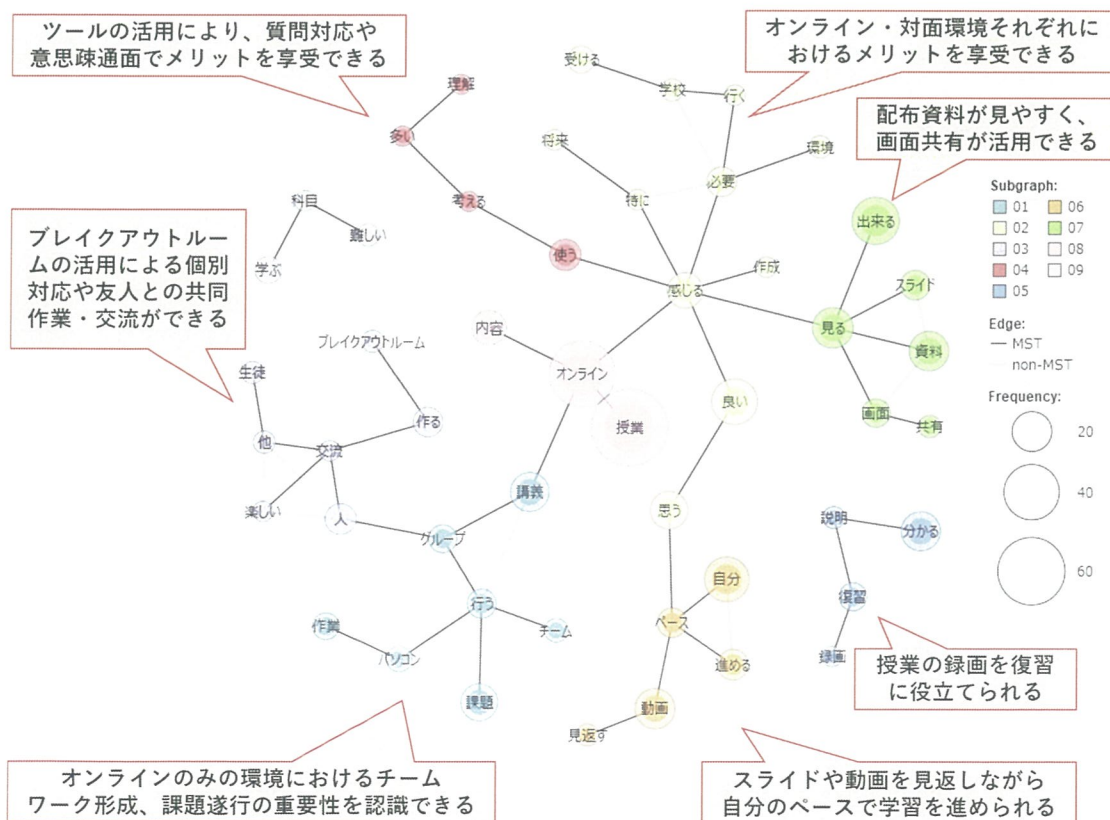 ツールの活用により、質問対応や
意思疎通面でメリットを享受できる
オンライン・対面環境それぞれに
おけるメリットを享受できる
配布資料が見やすく、
画面共有が活用できる
ブレイクアウトルー
ムの活用による個別
対応や友人との共同
作業・交流ができる
授業の録画を復習
に役立てられる
オンラインのみの環境におけるチーム
ワーク形成、課題遂行の重要性を認識できる
スライドや動画を見返しながら
自分のペースで学習を進められる
受ける
学校
行く
理解
多い
将来
環境
必要
特に
考える
科目
難しい
学ぶ
使う
感じる
作成
出来る
スライド
見る
資料
画面
共有
内容
オンライン
授業
良い
ブレイクアウトルーム
生徒
作る
他
交流
楽しい
人
講義
グループ
思う
説明
分かる
自分
復習
行う
作業
パソコン
チーム
ペース
進める
録画
課題
動画
見返す
Subgraph:
01 06
02 07
03 08
04 09
05
Edge:
MST
non-MST
Frequency:
20
40
60